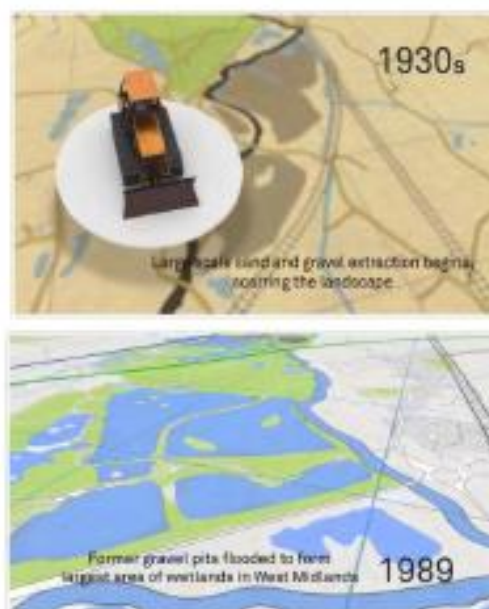 1930s
Large scale sand and gravel extraction begins,
scarring the landscape.
Former gravel pits flooded to form
largest area of wetlands in West Midlands
1989